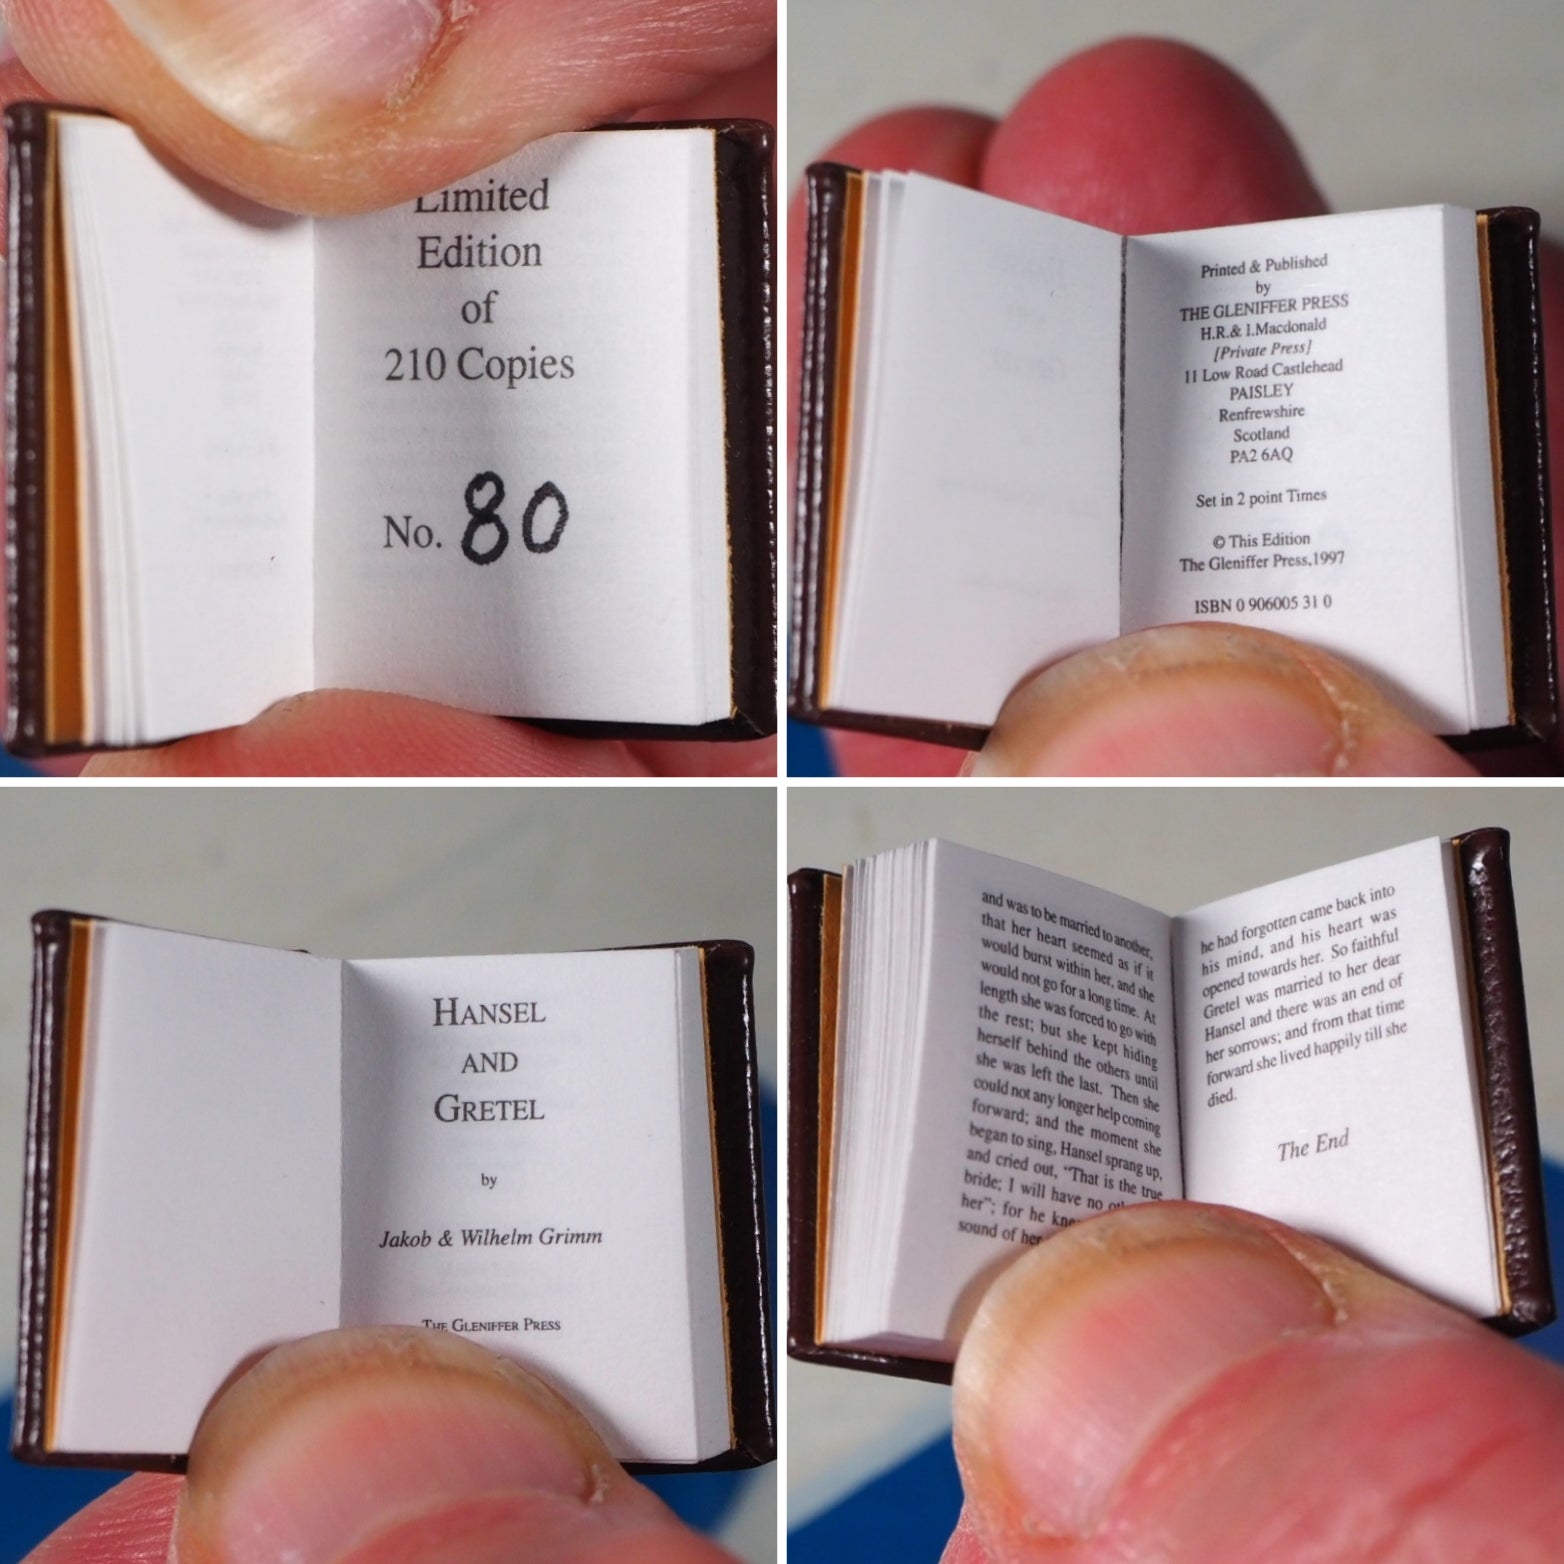 Limited
Edition
of
210 Copies
No. 80
Printed & Published
by
THE GLENIFFER PRESS
H.R.& I.Macdonald
[Private Press]
11 Low Road Castlehead
PAISLEY
Renfrewshire
Scotland
PA2 6AQ
Set in 2 point Times
© This Edition
The Gleniffer Press,1997
ISBN 0 906005 31 0
HANSEL
AND
GRETEL
by
Jakob & Wilhelm Grimm
THE GLENIFFER PRESS
and was to be married to another,
that her heart seemed as if it
would burst within her, and she
would not go for a long time. At
length she was forced to go with
the rest; but she kept hiding
herself behind the others until
she was left the last. Then she
could not any longer help coming
forward; and the moment she
began to sing, Hansel sprang up,
and cried out, “That is the true
bride; I will have no
her”; for he
sound of her
he had forgotten came back into
his mind, and his heart was
opened towards her. So faithful
Gretel was married to her dear
Hansel and there was an end of
her sorrows; and from that time
forward she lived happily till she
died.
The End